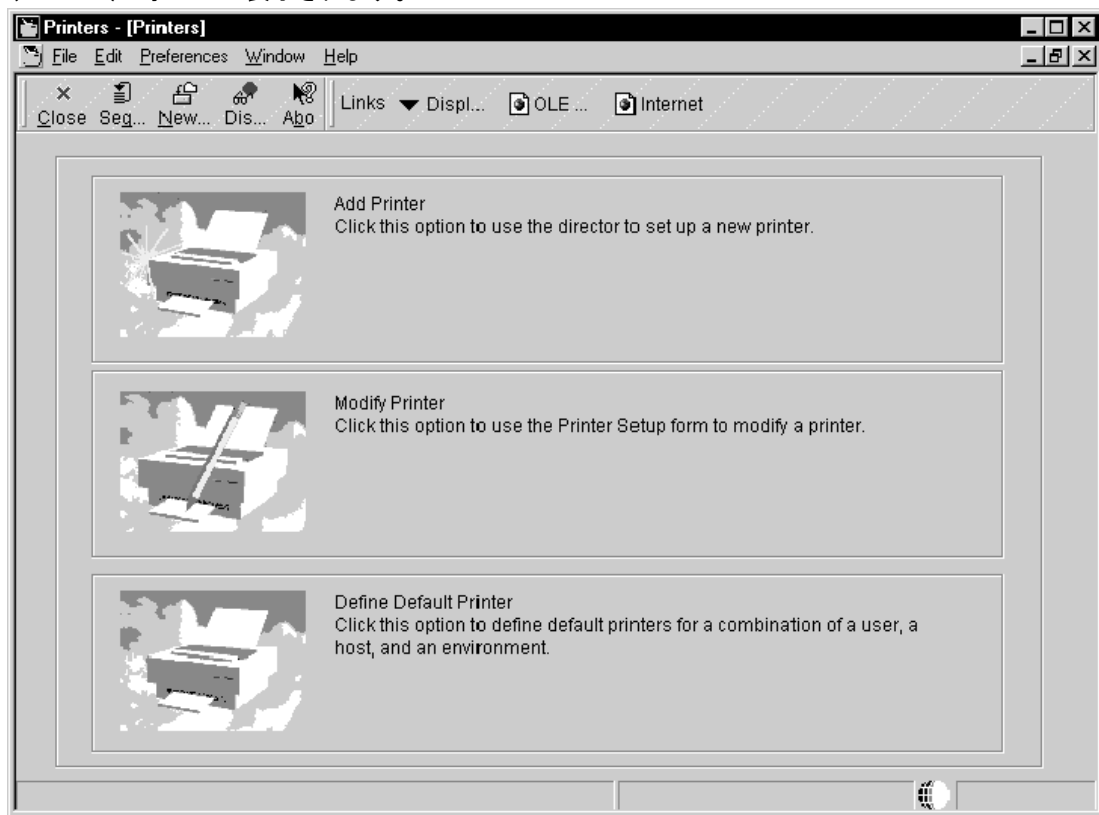 Printers - [Printers]
File Edit Preferences Window Help
Close Seq... New... Dis... Abo Links Displ... OLE ... Internet
Add Printer
Click this option to use the director to set up a new printer.
Modify Printer
Click this option to use the Printer Setup form to modify a printer.
Define Default Printer
Click this option to define default printers for a combination of a user, a
host, and an environment.